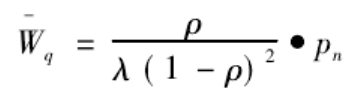 W̄_q = ρ / λ ( 1 − ρ )² • p_n